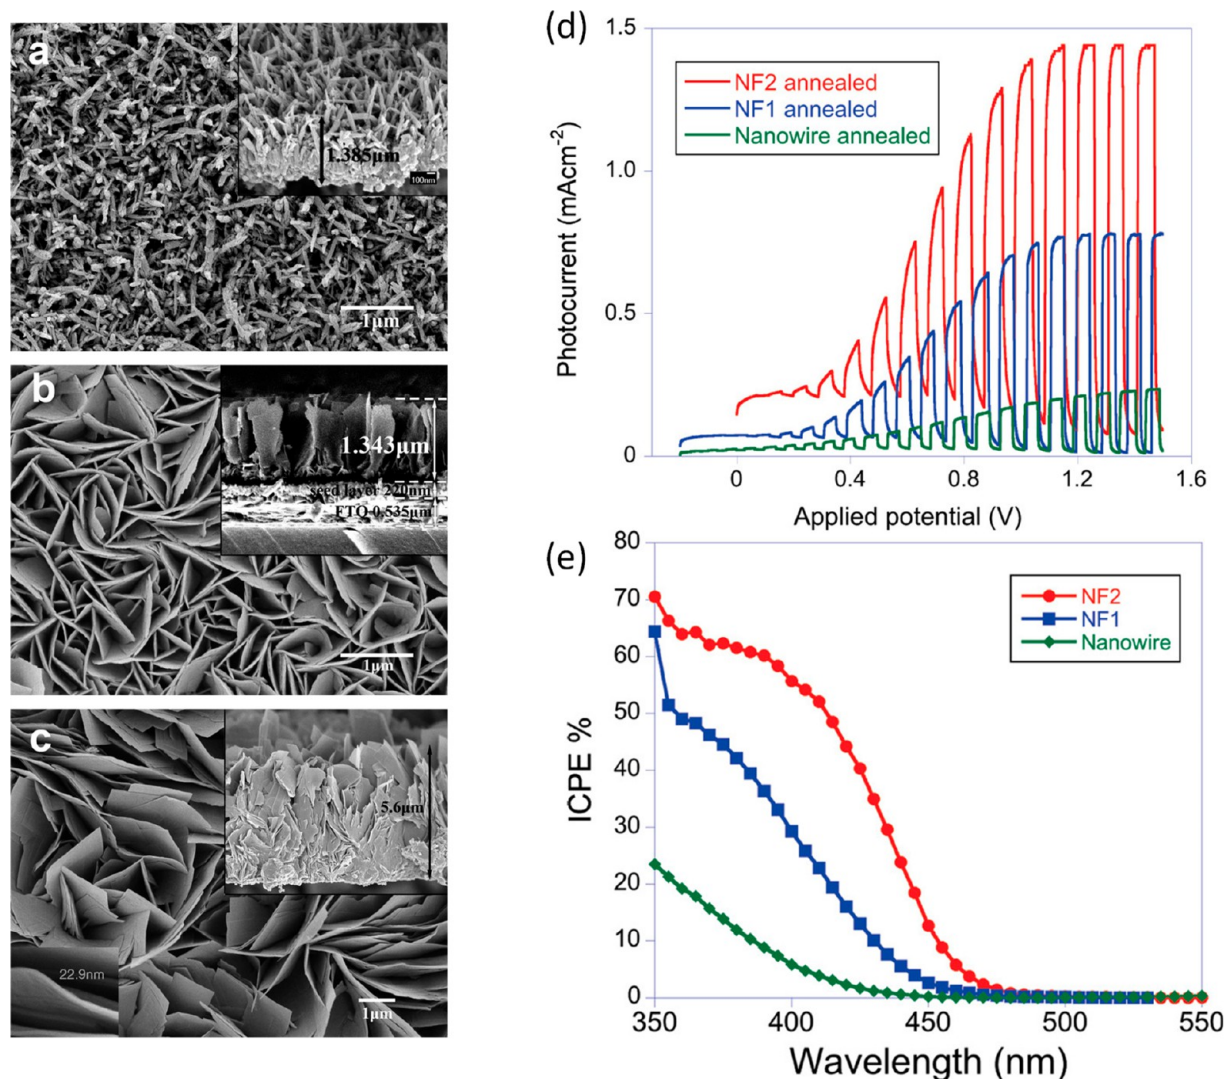 a
1.385µm
100nm
1µm
b
1.343µm
seed layer 220nm
FTO 0.535µm
1µm
c
5.6µm
22.9nm
1µm
(d)
1.5
1.0
0.5
0
Photocurrent (mAcm⁻²)
NF2 annealed
NF1 annealed
Nanowire annealed
0 0.4 0.8 1.2 1.6
Applied potential (V)
(e)
80
70
60
50
40
30
20
10
0
ICPE %
NF2
NF1
Nanowire
350 400 450 500 550
Wavelength (nm)